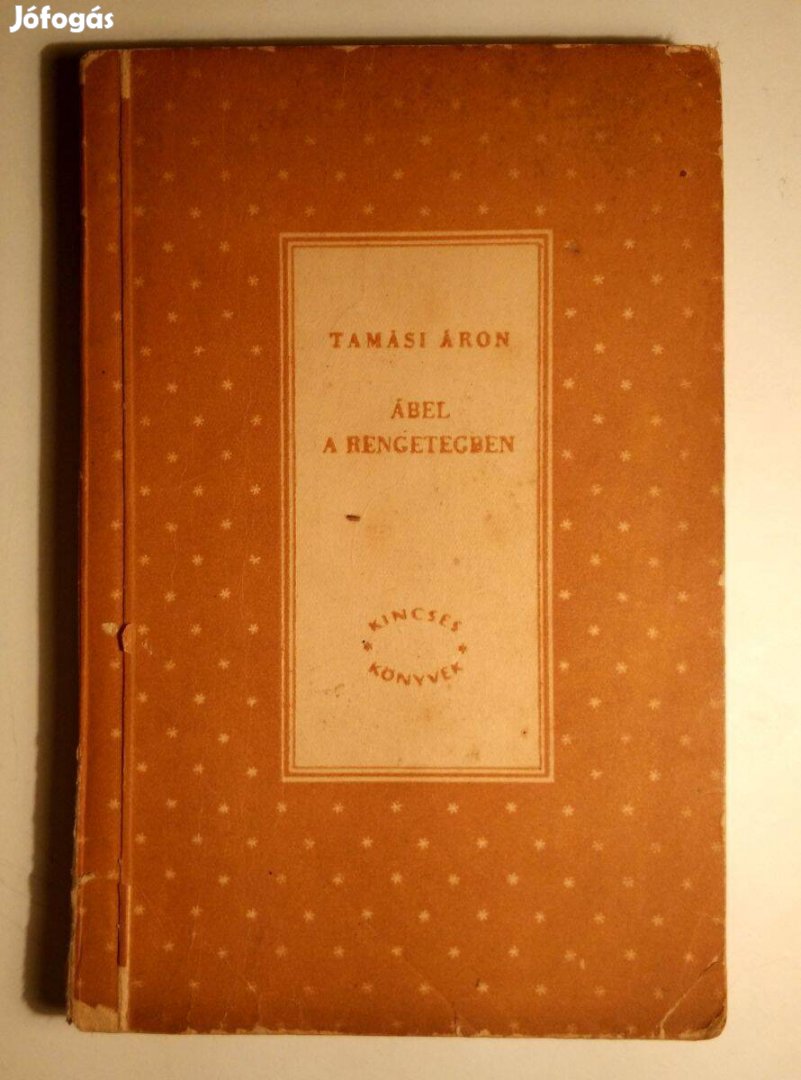 Jófogás
TAMÁSI ÁRON
ÁBEL
A RENGETEGBEN
KINCSES
KÖNYVEK